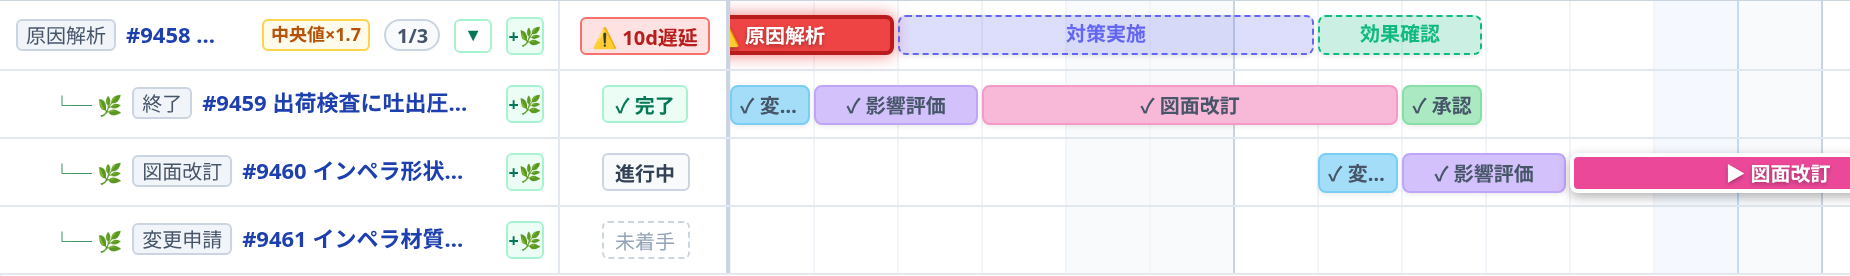 原因解析 #9458 ... 中央値×1.7 1/3 ▼ +🌿 ⚠️ 10d遅延 原因解析 対策実施 効果確認
🌿 終了 #9459 出荷検査に吐出圧... +🌿 ✓ 完了 ✓ 変... ✓ 影響評価 ✓ 図面改訂 ✓ 承認
🌿 図面改訂 #9460 インペラ形状... +🌿 進行中 ✓ 変... ✓ 影響評価 ▶ 図面改訂
🌿 変更申請 #9461 インペラ材質... +🌿 未着手